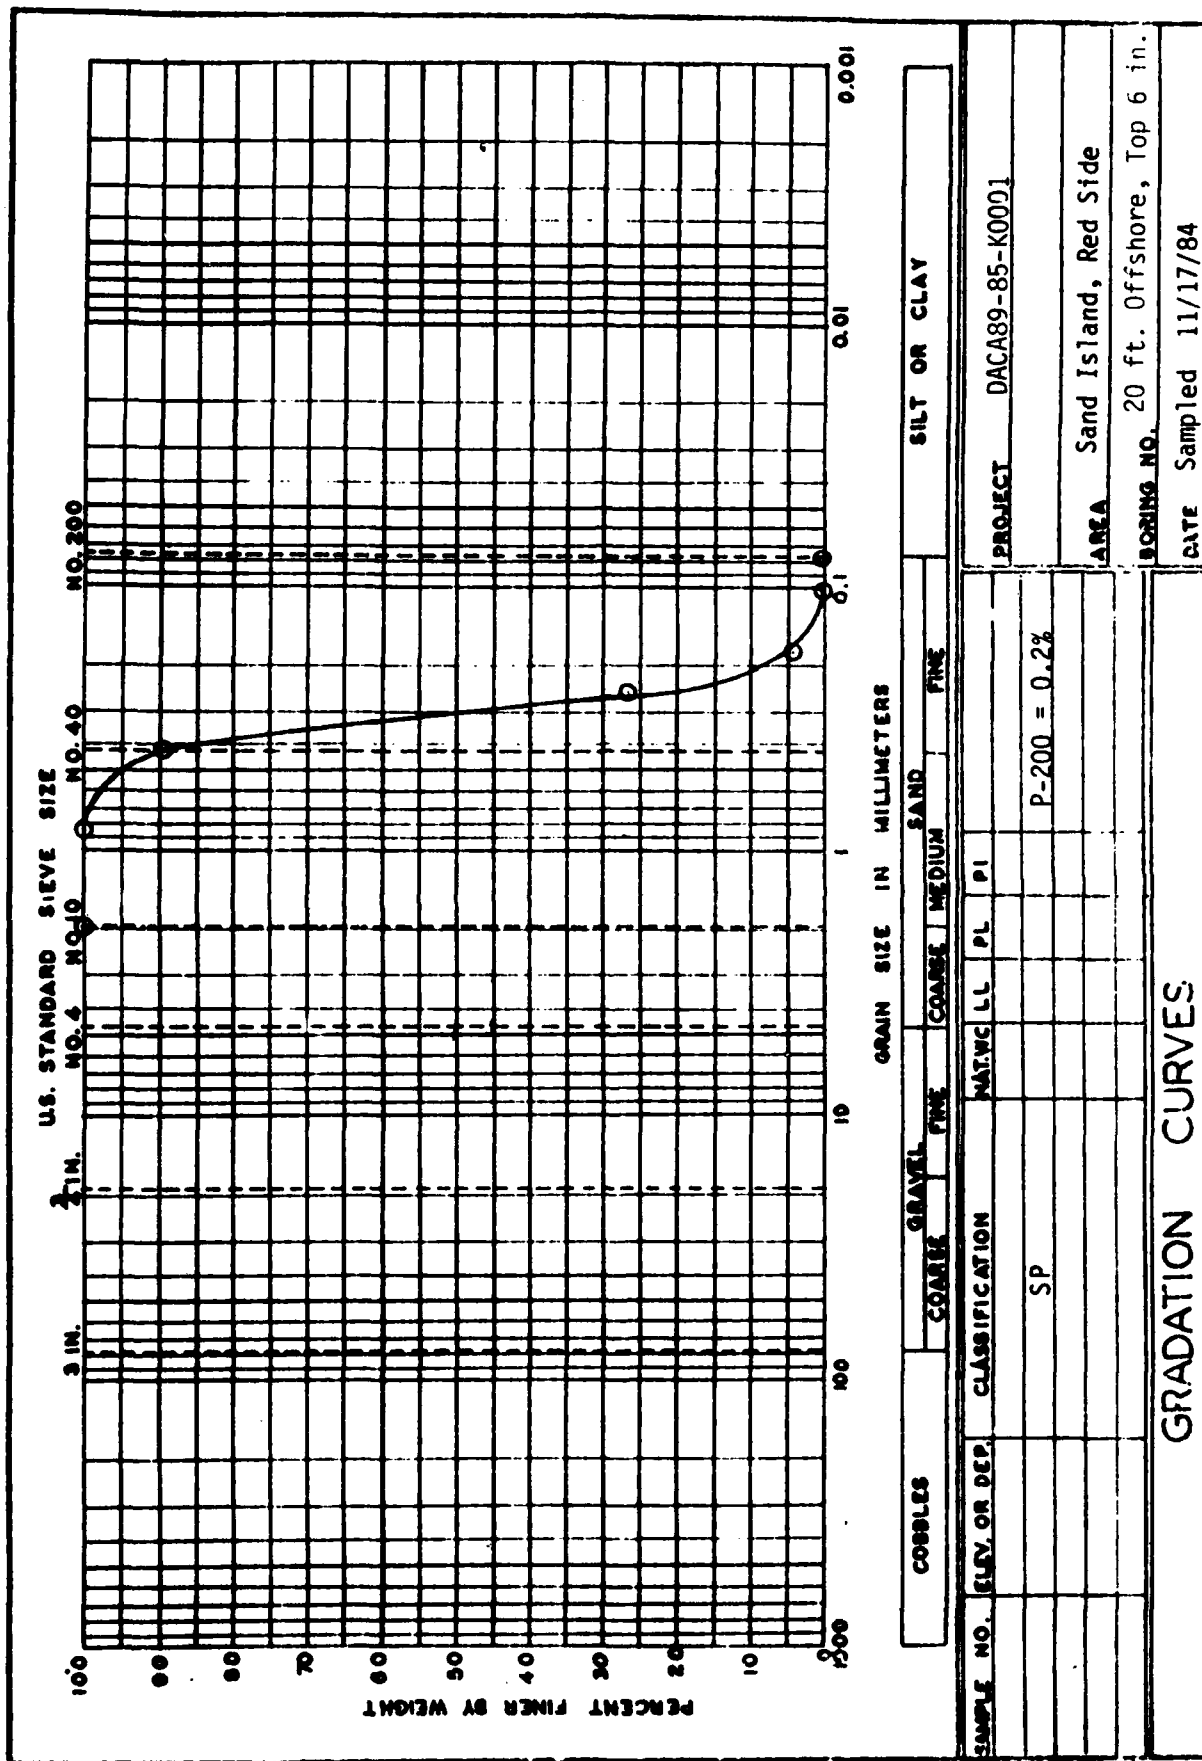 U.S. STANDARD SIEVE SIZE
3 IN. 3/4 IN. NO. 4 NO. 10 NO. 40 NO. 200
PERCENT FINER BY WEIGHT
100
90
80
70
60
50
40
30
20
10
0
1000 100 10 1 0.1 0.01 0.001
GRAIN SIZE IN MILLIMETERS
COBBLES GRAVEL SAND SILT OR CLAY
COARSE FINE COARSE MEDIUM FINE
SAMPLE NO. ELEV. OR DEP. CLASSIFICATION NAT.WC LL PL PI
SP P-200 = 0.2%
PROJECT DACA89-85-K0001
AREA Sand Island, Red Side
BORING NO. 20 ft. Offshore, Top 6 in.
GRADATION CURVES
DATE Sampled 11/17/84